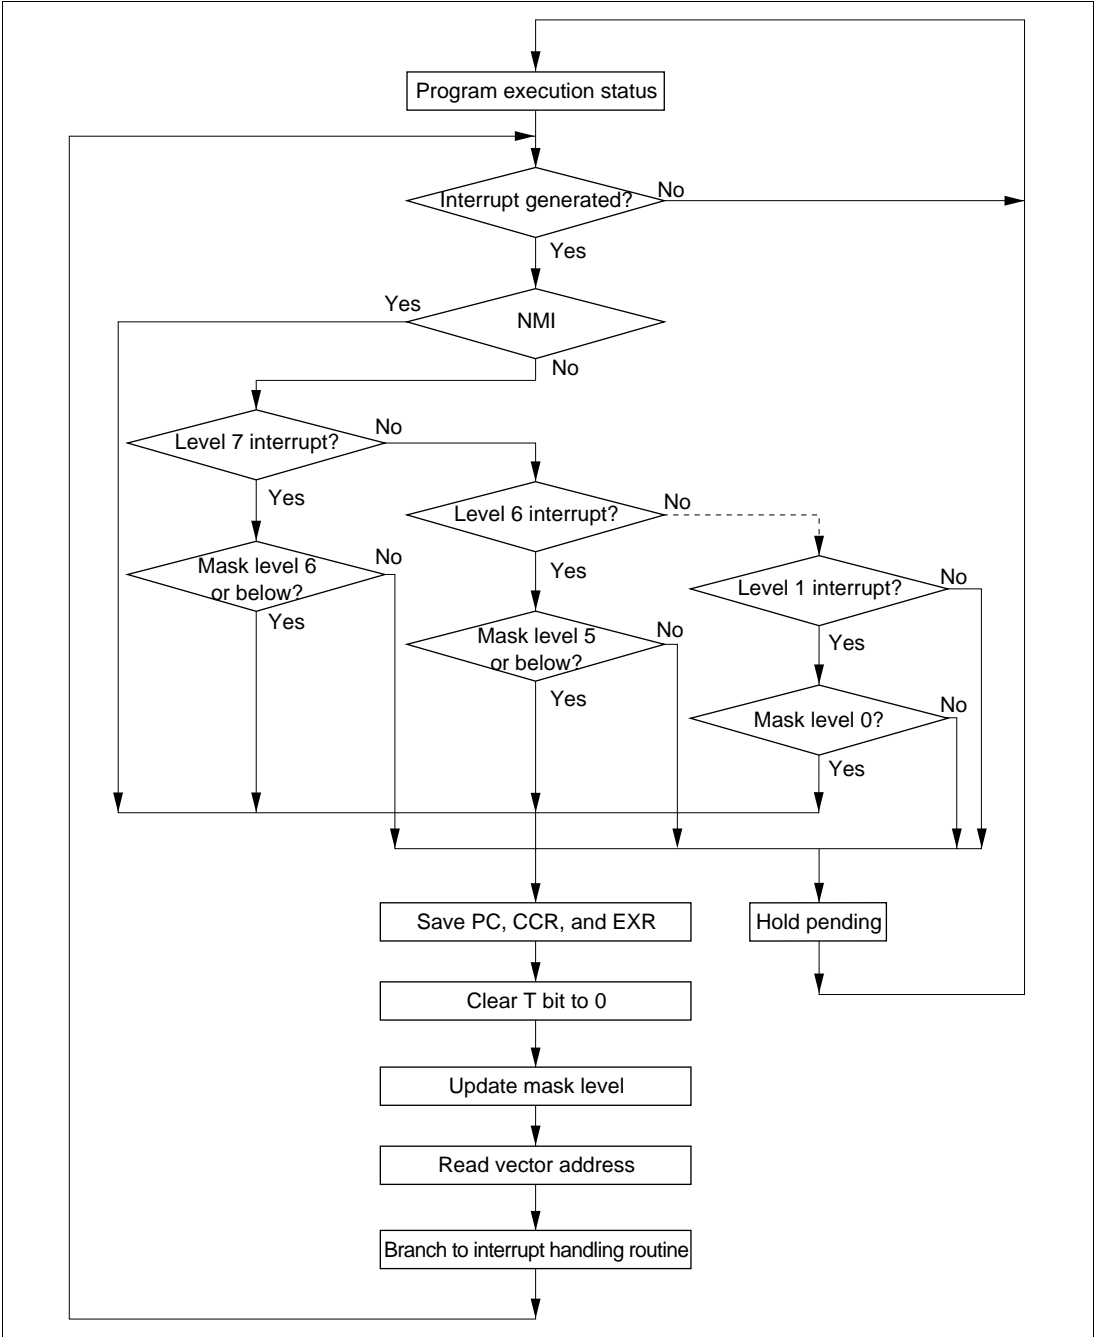 Program execution status
Interrupt generated?
No
Yes
Yes
NMI
No
Level 7 interrupt?
No
Yes
Level 6 interrupt?
No
Mask level 6
or below?
No
Yes
Yes
Level 1 interrupt?
No
Mask level 5
or below?
No
Yes
Yes
Mask level 0?
No
Yes
Save PC, CCR, and EXR
Hold pending
Clear T bit to 0
Update mask level
Read vector address
Branch to interrupt handling routine